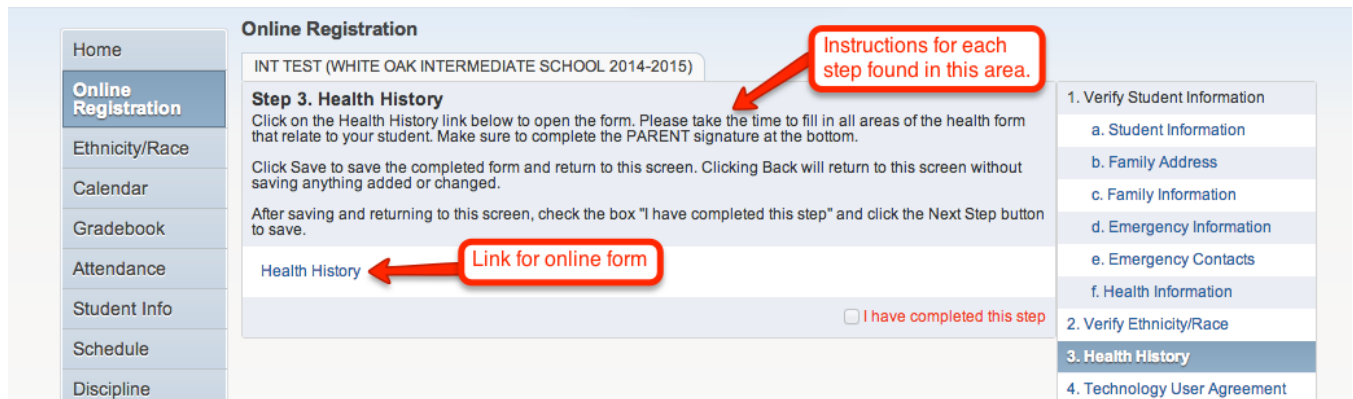 Home
Online
Registration
Ethnicity/Race
Calendar
Gradebook
Attendance
Student Info
Schedule
Discipline
Online Registration
INT TEST (WHITE OAK INTERMEDIATE SCHOOL 2014-2015)
Instructions for each
step found in this area.
Step 3. Health History
Click on the Health History link below to open the form. Please take the time to fill in all areas of the health form
that relate to your student. Make sure to complete the PARENT signature at the bottom.
Click Save to save the completed form and return to this screen. Clicking Back will return to this screen without
saving anything added or changed.
After saving and returning to this screen, check the box "I have completed this step" and click the Next Step button
to save.
Health History
Link for online form
I have completed this step
1. Verify Student Information
a. Student Information
b. Family Address
c. Family Information
d. Emergency Information
e. Emergency Contacts
f. Health Information
2. Verify Ethnicity/Race
3. Health History
4. Technology User Agreement